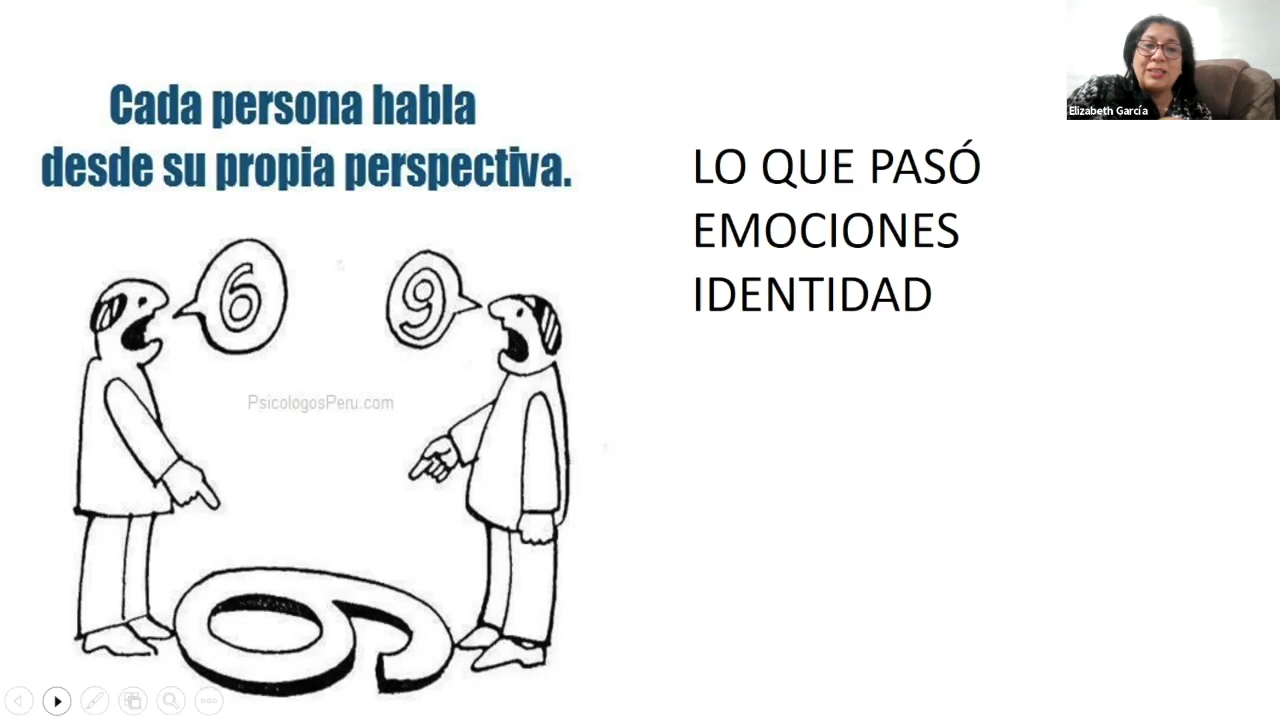 Cada persona habla
desde su propia perspectiva.
6
9
PsicologosPeru.com
LO QUE PASÓ
EMOCIONES
IDENTIDAD
Elizabeth García